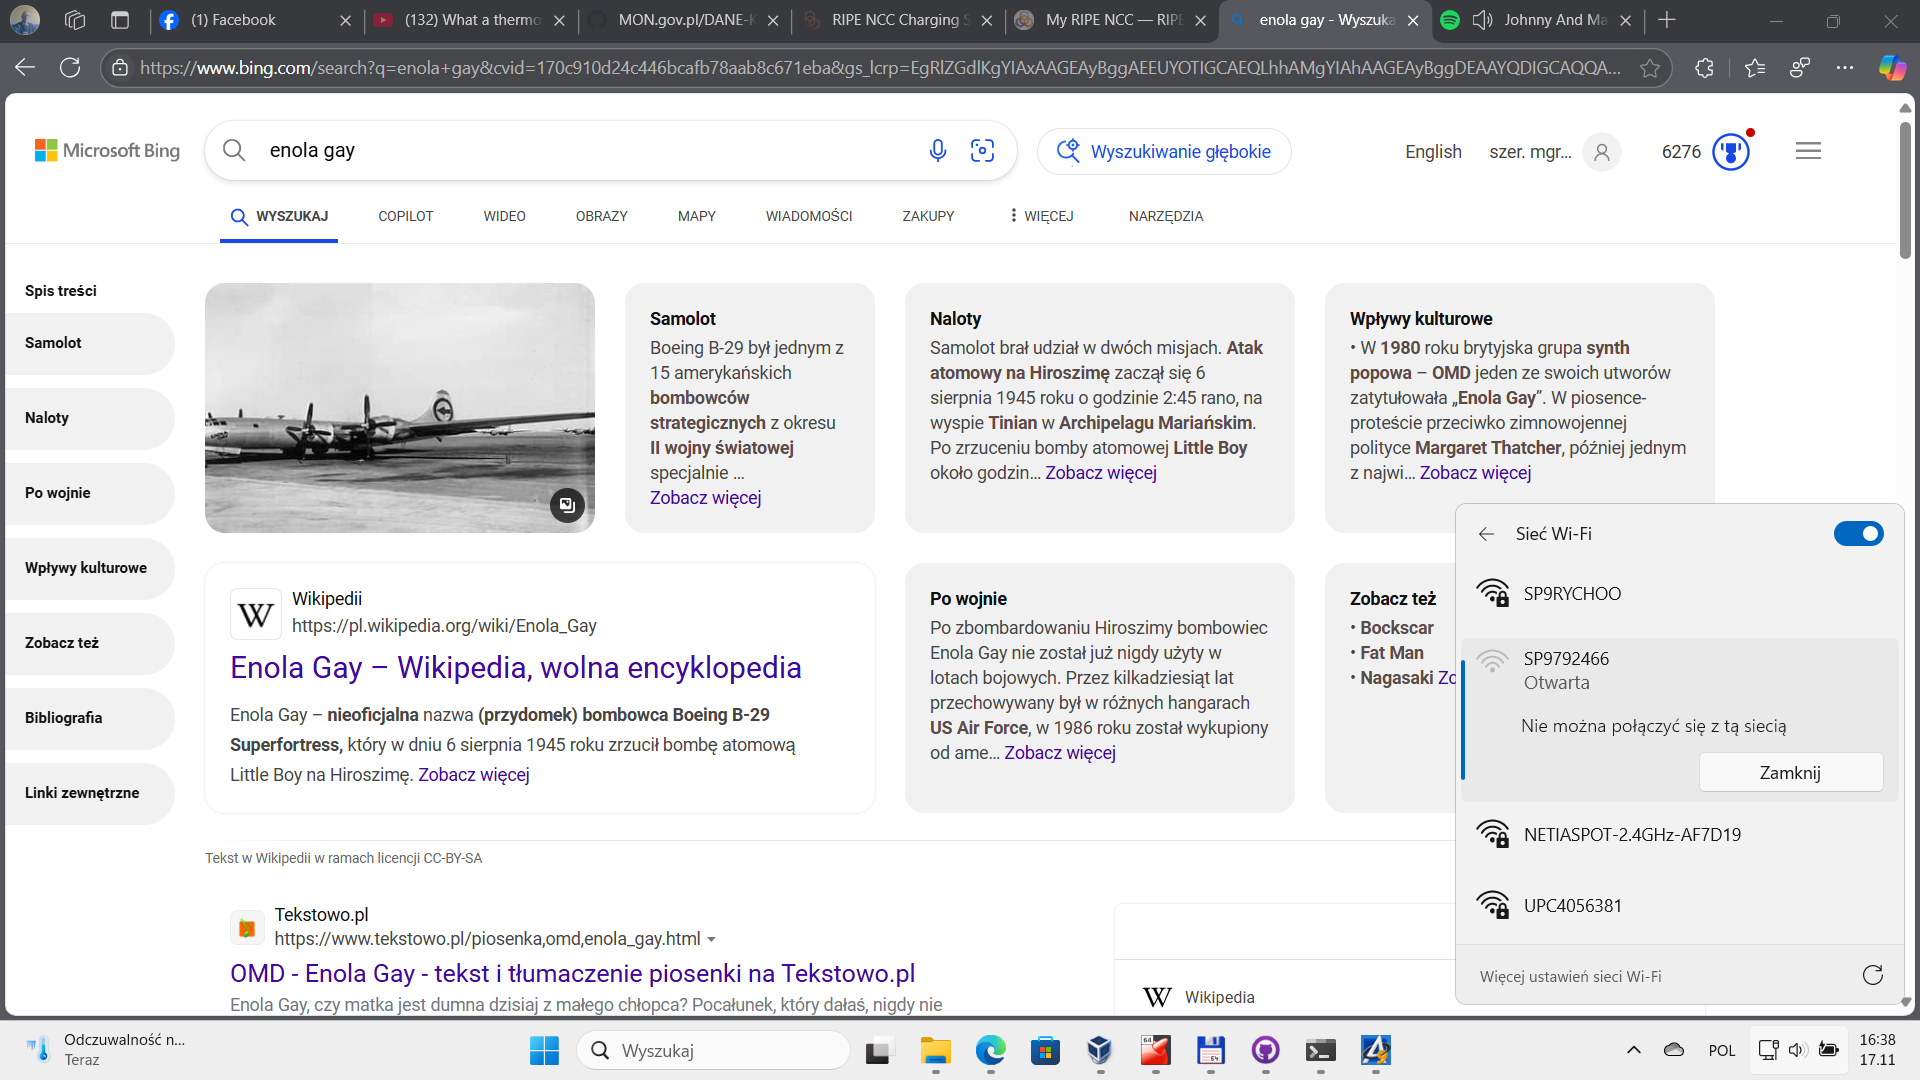 (1) Facebook
(132) What a thermo
MON.gov.pl/DANE-K
RIPE NCC Charging S
My RIPE NCC — RIPE
enola gay - Wyszuka
Johnny And Ma
https://www.bing.com/search?q=enola+gay&cvid=170c910d24c446bcafb78aab8c671eba&gs_lcrp=EgRlZGdlKgYIAxAAGEAyBggAEEUYOTIGCAEQLhhAMgYIAhAAGEAyBggDEAAYQDIGCAQQA...
Microsoft Bing
enola gay
Wyszukiwanie głębokie
English
szer. mgr...
6276
WYSZUKAJ
COPILOT
WIDEO
OBRAZY
MAPY
WIADOMOŚCI
ZAKUPY
WIĘCEJ
NARZĘDZIA
Spis treści
Samolot
Naloty
Po wojnie
Wpływy kulturowe
Zobacz też
Bibliografia
Linki zewnętrzne
Samolot
Boeing B-29 był jednym z
15 amerykańskich
bombowców
strategicznych z okresu
II wojny światowej
specjalnie ...
Zobacz więcej
Naloty
Samolot brał udział w dwóch misjach. Atak
atomowy na Hiroszimę zaczął się 6
sierpnia 1945 roku o godzinie 2:45 rano, na
wyspie Tinian w Archipelagu Mariańskim.
Po zrzuceniu bomby atomowej Little Boy
około godzin... Zobacz więcej
Wpływy kulturowe
• W 1980 roku brytyjska grupa synth
popowa – OMD jeden ze swoich utworów
zatytułowała „Enola Gay”. W piosence-
proteście przeciwko zimnowojennej
polityce Margaret Thatcher, później jednym
z najwi... Zobacz więcej
Wikipedii
https://pl.wikipedia.org/wiki/Enola_Gay
Enola Gay – Wikipedia, wolna encyklopedia
Enola Gay – nieoficjalna nazwa (przydomek) bombowca Boeing B-29
Superfortress, który w dniu 6 sierpnia 1945 roku zrzucił bombę atomową
Little Boy na Hiroszimę. Zobacz więcej
Po wojnie
Po zbombardowaniu Hiroszimy bombowiec
Enola Gay nie został już nigdy użyty w
lotach bojowych. Przez kilkadziesiąt lat
przechowywany był w różnych hangarach
US Air Force, w 1986 roku został wykupiony
od ame... Zobacz więcej
Zobacz też
• Bockscar
• Fat Man
• Nagasaki Zo
Tekst w Wikipedii w ramach licencji CC-BY-SA
Tekstowo.pl
https://www.tekstowo.pl/piosenka,omd,enola_gay.html
OMD - Enola Gay - tekst i tłumaczenie piosenki na Tekstowo.pl
Enola Gay, czy matka jest dumna dzisiaj z małego chłopca? Pocałunek, który dałaś, nigdy nie
W Wikipedia
Sieć Wi-Fi
SP9RYCHOO
SP9792466
Otwarta
Nie można połączyć się z tą siecią
Zamknij
NETIASPOT-2.4GHz-AF7D19
UPC4056381
Więcej ustawień sieci Wi-Fi
Odczuwalność n...
Teraz
Wyszukaj
64
64
POL
16:38
17.11